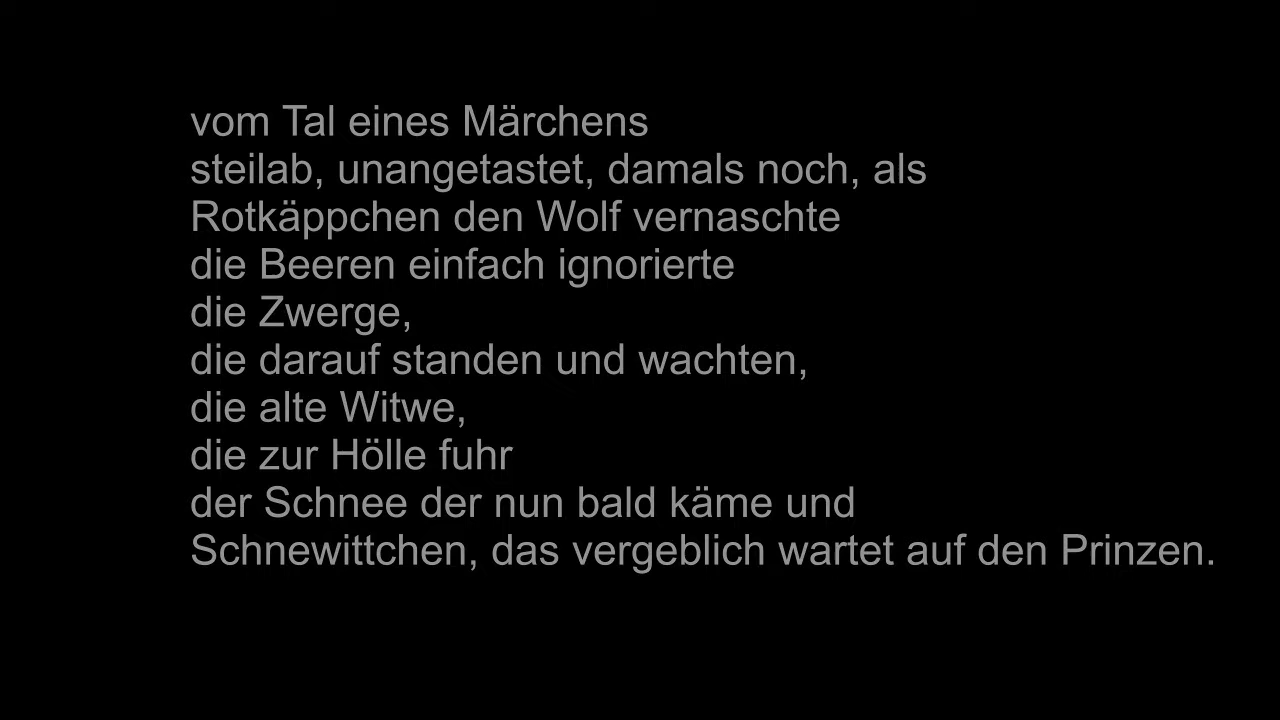 vom Tal eines Märchens
steilab, unangetastet, damals noch, als
Rotkäppchen den Wolf vernaschte
die Beeren einfach ignorierte
die Zwerge,
die darauf standen und wachten,
die alte Witwe,
die zur Hölle fuhr
der Schnee der nun bald käme und
Schnewittchen, das vergeblich wartet auf den Prinzen.